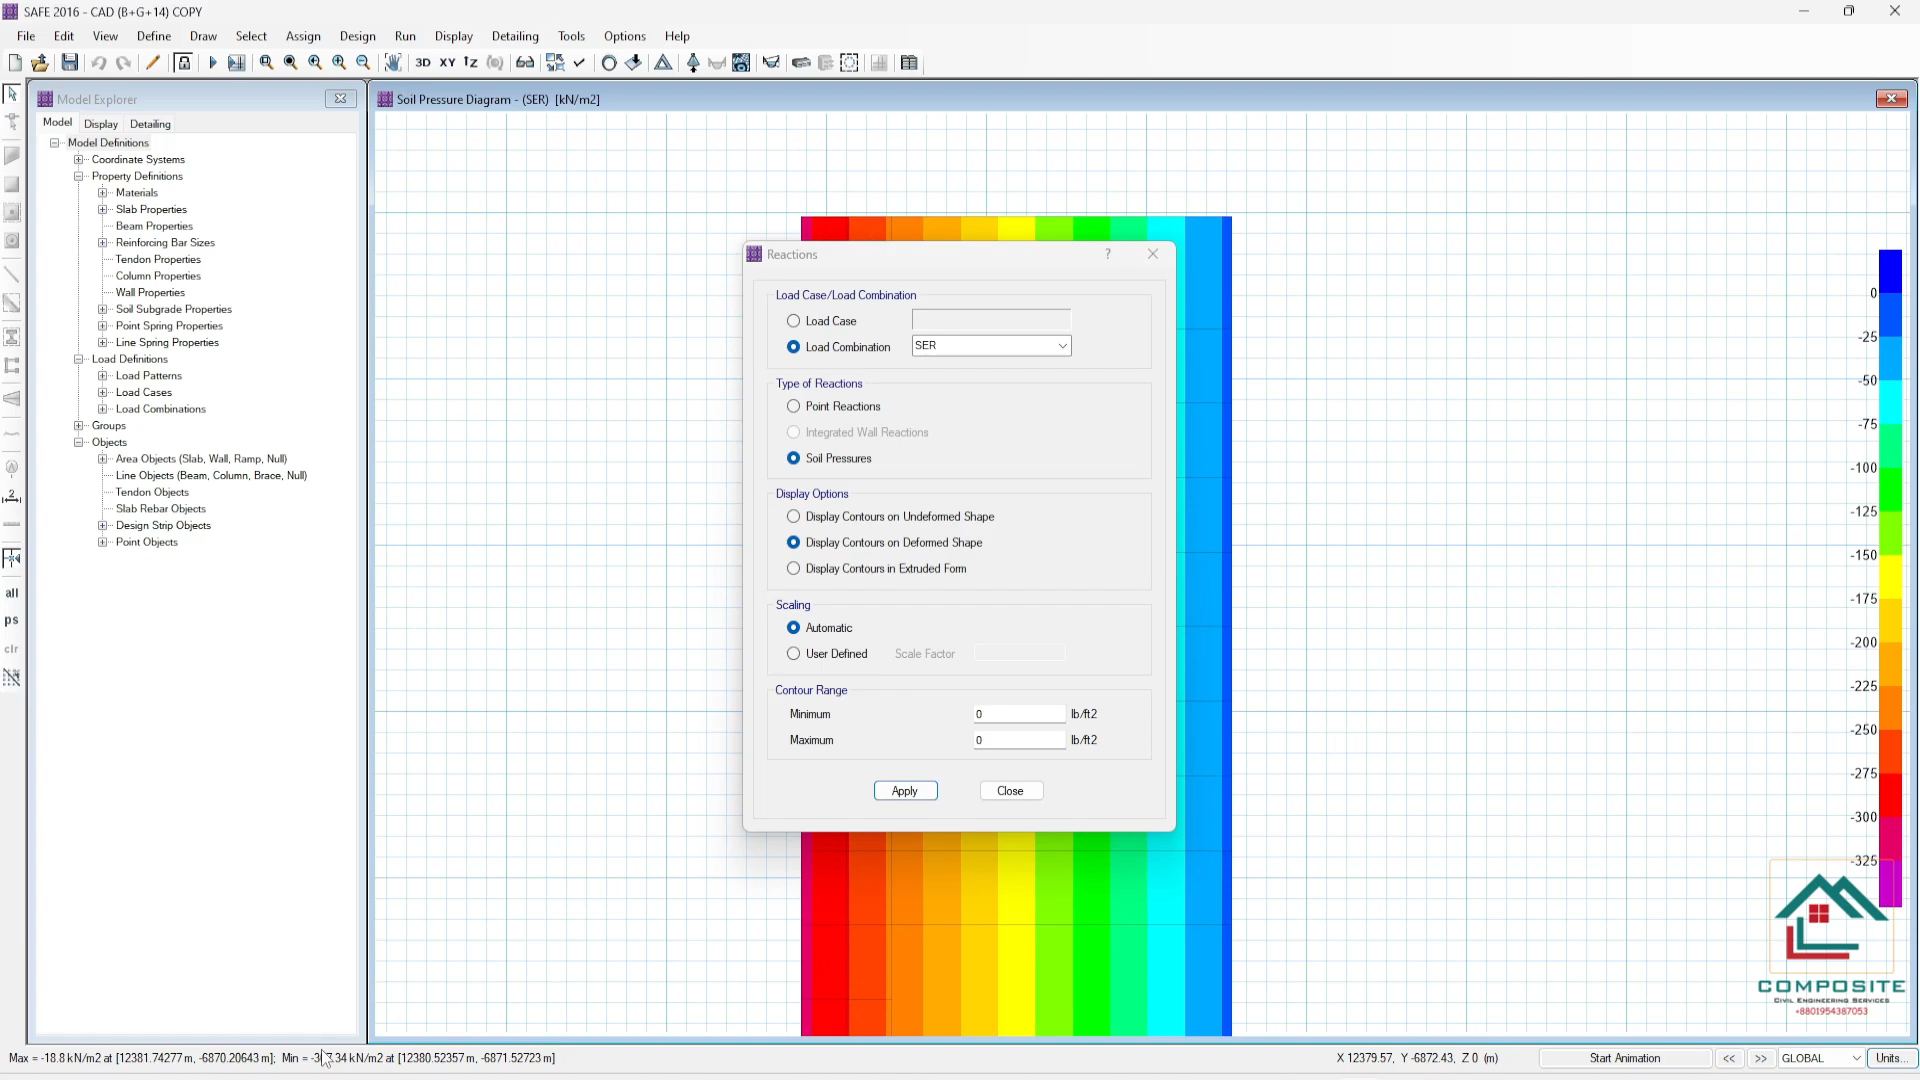 SAFE 2016 - CAD (B+G+14) COPY
File Edit View Define Draw Select Assign Design Run Display Detailing Tools Options Help
3D XY
Model Explorer
Soil Pressure Diagram - (SER) [kN/m2]
Model Display Detailing
Model Definitions
Coordinate Systems
Property Definitions
Materials
Slab Properties
Beam Properties
Reinforcing Bar Sizes
Tendon Properties
Column Properties
Wall Properties
Soil Subgrade Properties
Point Spring Properties
Line Spring Properties
Load Definitions
Load Patterns
Load Cases
Load Combinations
Groups
Objects
Area Objects (Slab, Wall, Ramp, Null)
Line Objects (Beam, Column, Brace, Null)
Tendon Objects
Slab Rebar Objects
Design Strip Objects
Point Objects
all
ps
clr
Reactions ?
Load Case/Load Combination
Load Case
Load Combination SER
Type of Reactions
Point Reactions
Integrated Wall Reactions
Soil Pressures
Display Options
Display Contours on Undeformed Shape
Display Contours on Deformed Shape
Display Contours in Extruded Form
Scaling
Automatic
User Defined Scale Factor
Contour Range
Minimum 0 lb/ft2
Maximum 0 lb/ft2
Apply Close
0
-25
-50
-75
-100
-125
-150
-175
-200
-225
-250
-275
-300
-325
COMPOSITE
CIVIL ENGINEERING SERVICES
+8801954387053
Max = -18.8 kN/m2 at [12381.74277 m, -6870.20643 m]; Min = kN/m2 at [12380.52357 m, -6871.52723 m]
X 12379.57, Y -6872.43, Z 0 (m)
Start Animation << >> GLOBAL Units...